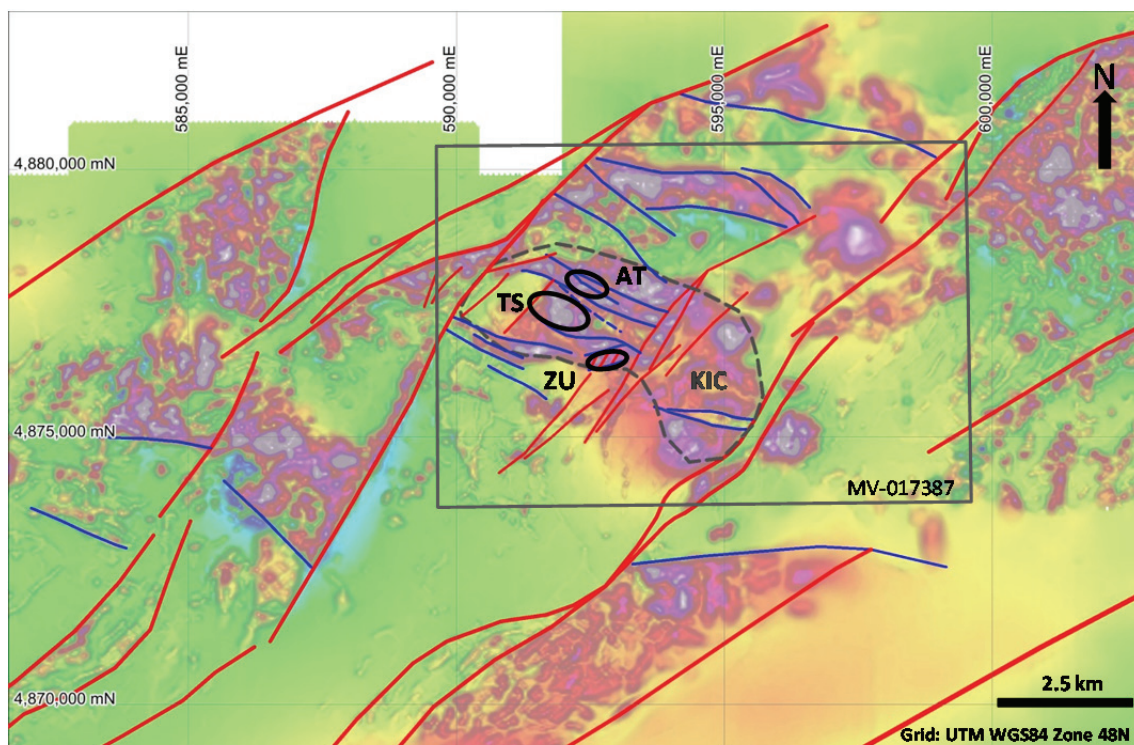 585,000 mE
590,000 mE
595,000 mE
600,000 mE
N
4,880,000 mN
AT
TS
ZU
KIC
4,875,000 mN
MV-017387
4,870,000 mN
2.5 km
Grid: UTM WGS84 Zone 48N